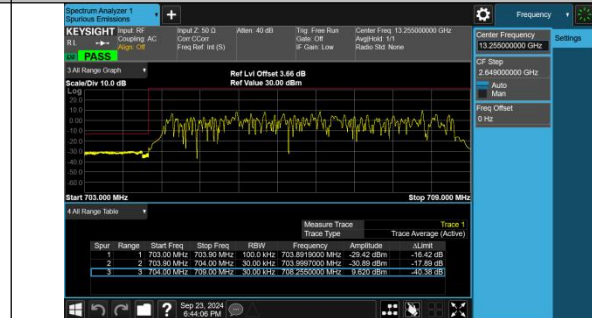 Spectrum Analyzer 1
Spurious Emissions
Frequency
KEYSIGHT Input: RF Input Z: 50 Ω Atten: 40 dB Trig: Free Run Center Freq: 13.255000000 GHz
RL Coupling: AC Corr CCorr Gate: Off Avg|Hold: 1/1
Align: Off Freq Ref: Int (S) IF Gain: Low Radio Std: None
PASS
Center Frequency
13.255000000 GHz
Settings
CF Step
2.649000000 GHz
Auto
Man
Freq Offset
0 Hz
3 All Range Graph
Ref Lvl Offset 3.66 dB
Scale/Div 10.0 dB Ref Value 30.00 dBm
Log
20.0
10.0
0.00
-10.0
-20.0
-30.0
-40.0
-50.0
-60.0
Start 703.000 MHz Stop 709.000 MHz
4 All Range Table
Measure Trace Trace 1
Trace Type Trace Average (Active)
Spur Range Start Freq Stop Freq RBW Frequency Amplitude ΔLimit
1 1 703.00 MHz 703.90 MHz 100.0 kHz 703.8919000 MHz -29.42 dBm -16.42 dB
2 2 703.90 MHz 704.00 MHz 30.00 kHz 703.9997000 MHz -30.89 dBm -17.89 dB
3 3 704.00 MHz 709.00 MHz 30.00 kHz 708.2550000 MHz 9.620 dBm -40.38 dB
Sep 23, 2024
6:44:06 PM